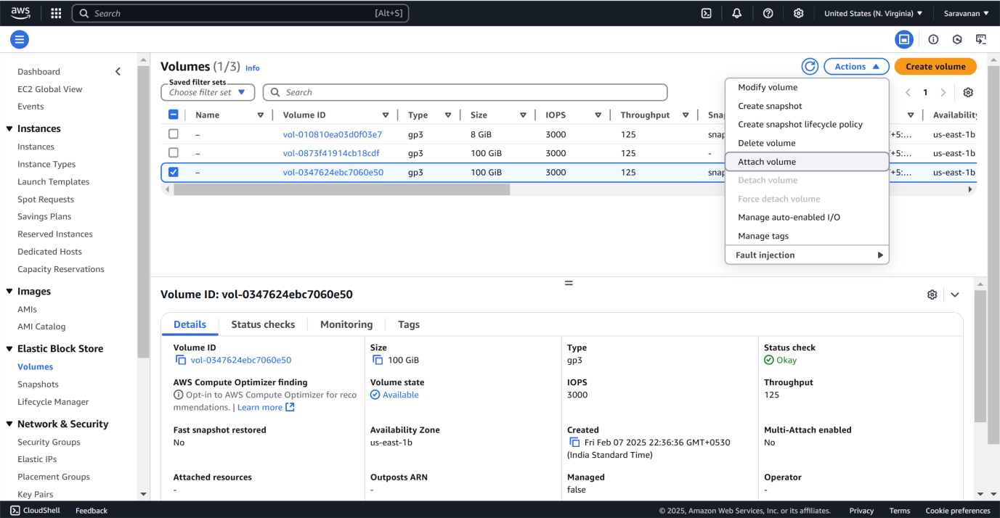 aws Search [Alt+S] United States (N. Virginia) Saravanan
Dashboard
EC2 Global View
Events
Instances
Instances
Instance Types
Launch Templates
Spot Requests
Savings Plans
Reserved Instances
Dedicated Hosts
Capacity Reservations
Images
AMIs
AMI Catalog
Elastic Block Store
Volumes
Snapshots
Lifecycle Manager
Network & Security
Security Groups
Elastic IPs
Placement Groups
Key Pairs
Volumes (1/3) Info
Actions Create volume
Saved filter sets
Choose filter set Search 1
Name Volume ID Type Size IOPS Throughput Snap Availability
– vol-010810ea03d0f03e7 gp3 8 GiB 3000 125 snap '+5:... us-east-1b
– vol-0873f41914cb18cdf gp3 100 GiB 3000 125 - '+5:... us-east-1b
– vol-0347624ebc7060e50 gp3 100 GiB 3000 125 snap '+5:... us-east-1b
Modify volume
Create snapshot
Create snapshot lifecycle policy
Delete volume
Attach volume
Detach volume
Force detach volume
Manage auto-enabled I/O
Manage tags
Fault injection
Volume ID: vol-0347624ebc7060e50
Details Status checks Monitoring Tags
Volume ID
vol-0347624ebc7060e50
Size
100 GiB
Type
gp3
Status check
Okay
AWS Compute Optimizer finding
Opt-in to AWS Compute Optimizer for reco
mmendations. | Learn more
Volume state
Available
IOPS
3000
Throughput
125
Fast snapshot restored
No
Availability Zone
us-east-1b
Created
Fri Feb 07 2025 22:36:36 GMT+0530
(India Standard Time)
Multi-Attach enabled
No
Attached resources
-
Outposts ARN
-
Managed
false
Operator
-
CloudShell Feedback © 2025, Amazon Web Services, Inc. or its affiliates. Privacy Terms Cookie preferences